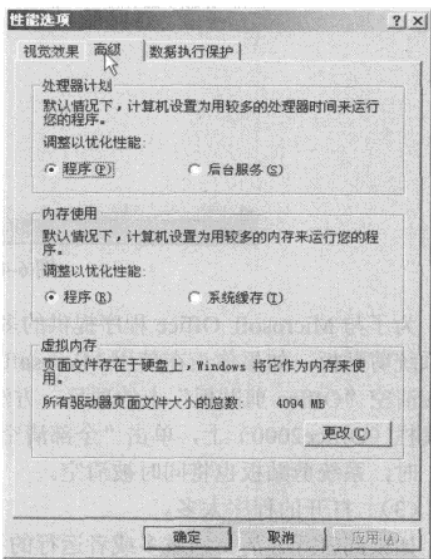 性能选项
视觉效果 高级 数据执行保护
处理器计划
默认情况下，计算机设置为用较多的处理器时间来运行
您的程序。
调整以优化性能:
程序(P) 后台服务(S)
内存使用
默认情况下，计算机设置为用较多的内存来运行您的程
序。
调整以优化性能:
程序(R) 系统缓存(T)
虚拟内存
页面文件存在于硬盘上，Windows 将它作为内存来使
用。
所有驱动器页面文件大小的总数: 4094 MB
更改(C)
确定 取消 应用(A)